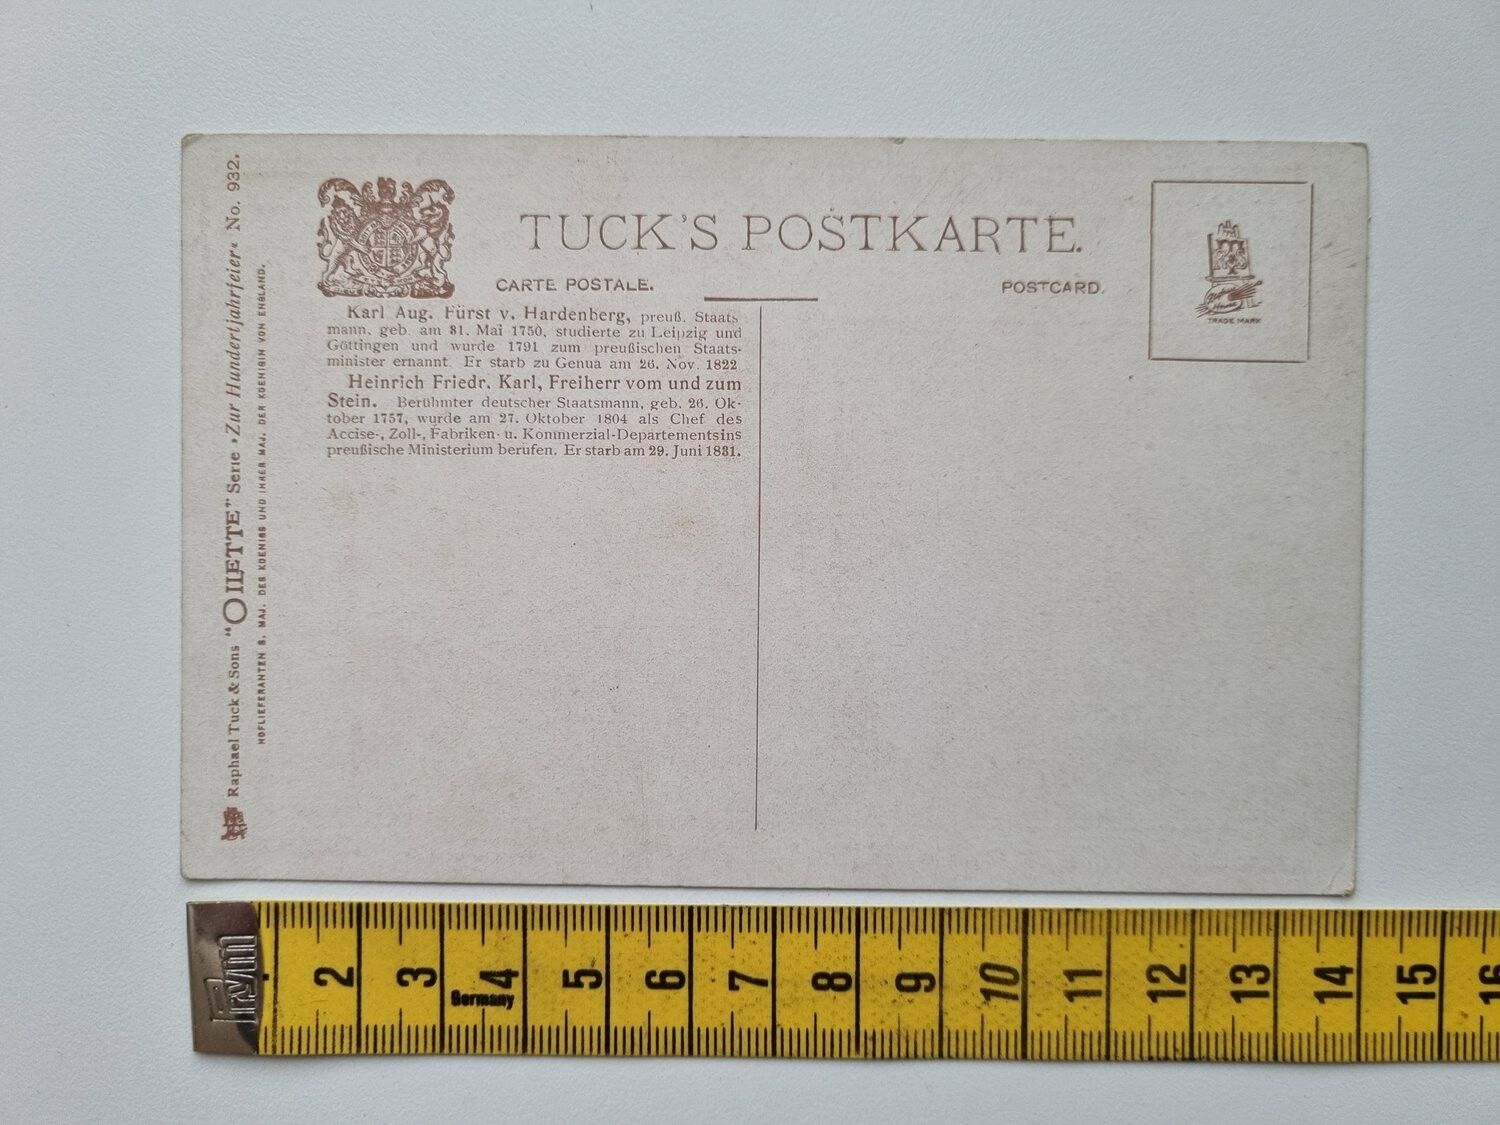 Raphael Tuck & Sons "OILETTE" Serie »Zur Hundertjahrfeier« No. 932.
HOFLIEFERANTEN S. MAJ. DES KOENIGS UND IHRER MAJ. DER KOENIGIN VON ENGLAND.
TUCK'S POSTKARTE.
CARTE POSTALE. POSTCARD.
TRADE MARK
Karl Aug. Fürst v. Hardenberg, preuß. Staats
mann, geb. am 31. Mai 1750, studierte zu Leipzig und
Göttingen und wurde 1791 zum preußischen Staats-
minister ernannt. Er starb zu Genua am 26. Nov. 1822
Heinrich Friedr. Karl, Freiherr vom und zum
Stein. Berühmter deutscher Staatsmann, geb. 26. Ok-
tober 1757, wurde am 27. Oktober 1804 als Chef des
Accise-, Zoll-, Fabriken- u. Kommerzial-Departements ins
preußische Ministerium berufen. Er starb am 29. Juni 1831.
Prym
2 3 4 5 6 7 8 9 10 11 12 13 14 15 16
Germany